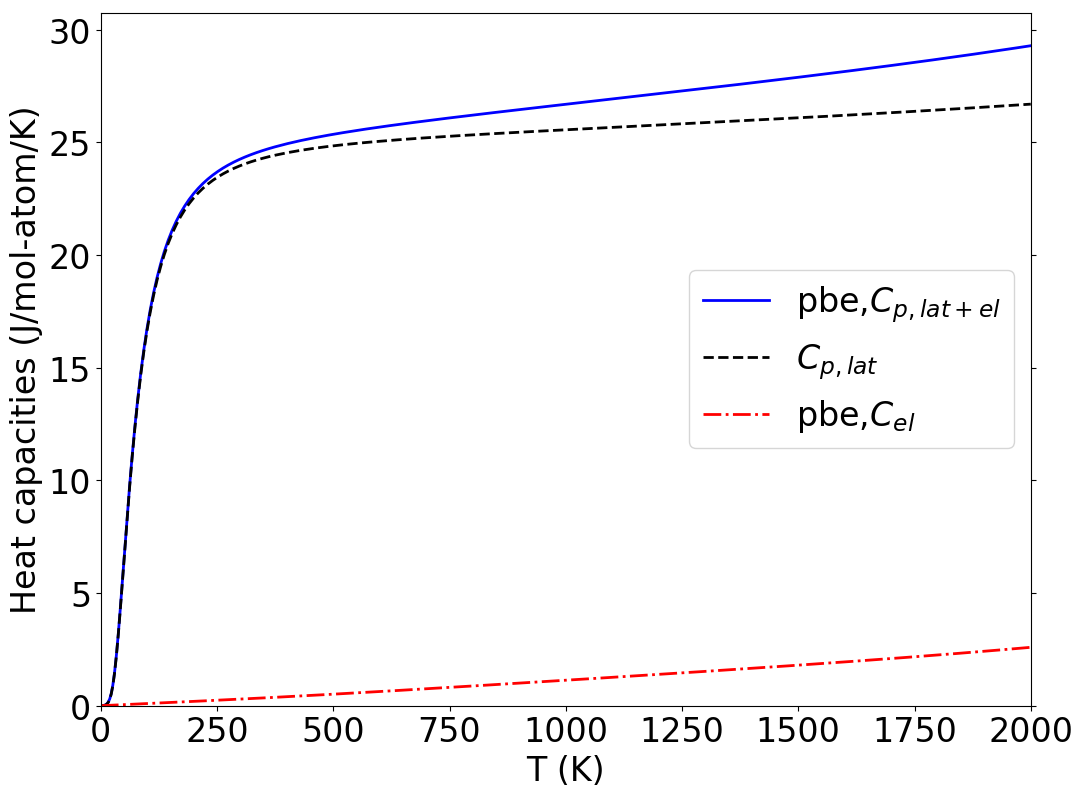 Heat capacities (J/mol-atom/K)
30
25
20
15
10
5
0
pbe,C_{p,lat+el}
C_{p,lat}
pbe,C_{el}
0 250 500 750 1000 1250 1500 1750 2000
T (K)